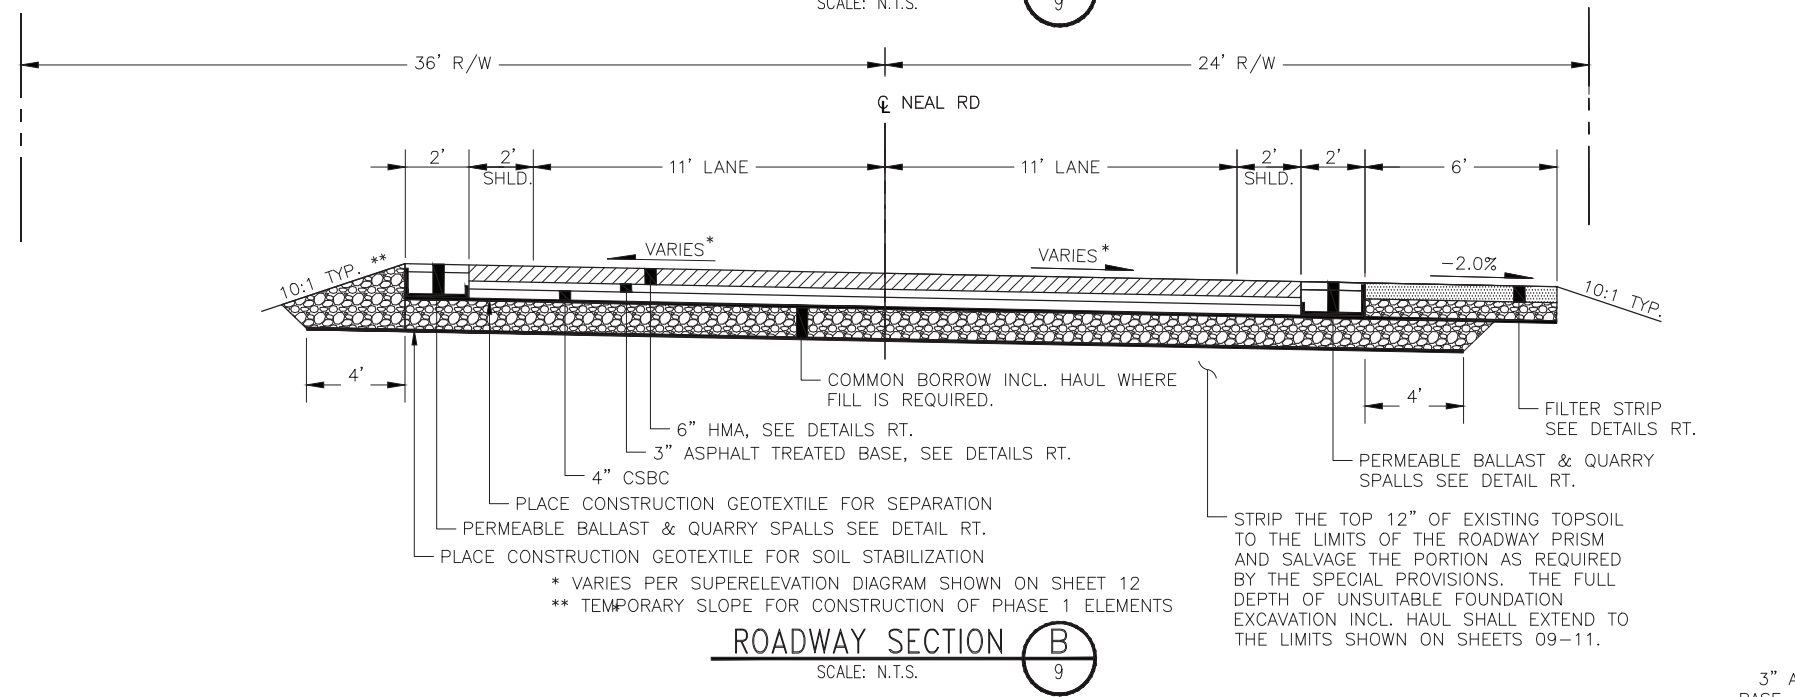 SCALE: N.T.S.
9
36' R/W
24' R/W
℄ NEAL RD
2'
2'
SHLD.
11' LANE
11' LANE
2'
SHLD.
2'
6'
10:1 TYP. **
VARIES*
VARIES*
-2.0%
10:1 TYP.
4'
4'
COMMON BORROW INCL. HAUL WHERE
FILL IS REQUIRED.
6" HMA, SEE DETAILS RT.
3" ASPHALT TREATED BASE, SEE DETAILS RT.
4" CSBC
PLACE CONSTRUCTION GEOTEXTILE FOR SEPARATION
PERMEABLE BALLAST & QUARRY SPALLS SEE DETAIL RT.
PLACE CONSTRUCTION GEOTEXTILE FOR SOIL STABILIZATION
FILTER STRIP
SEE DETAILS RT.
PERMEABLE BALLAST & QUARRY
SPALLS SEE DETAIL RT.
STRIP THE TOP 12" OF EXISTING TOPSOIL
TO THE LIMITS OF THE ROADWAY PRISM
AND SALVAGE THE PORTION AS REQUIRED
BY THE SPECIAL PROVISIONS. THE FULL
DEPTH OF UNSUITABLE FOUNDATION
EXCAVATION INCL. HAUL SHALL EXTEND TO
THE LIMITS SHOWN ON SHEETS 09-11.
* VARIES PER SUPERELEVATION DIAGRAM SHOWN ON SHEET 12
** TEMPORARY SLOPE FOR CONSTRUCTION OF PHASE 1 ELEMENTS
*
ROADWAY SECTION
B
9
SCALE: N.T.S.
3"